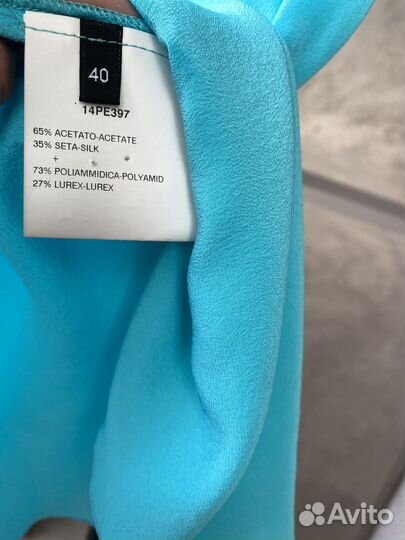 40
14PE397
65% ACETATO-ACETATE
35% SETA-SILK
+ + +
73% POLIAMMIDICA-POLYAMID
27% LUREX-LUREX
Avito